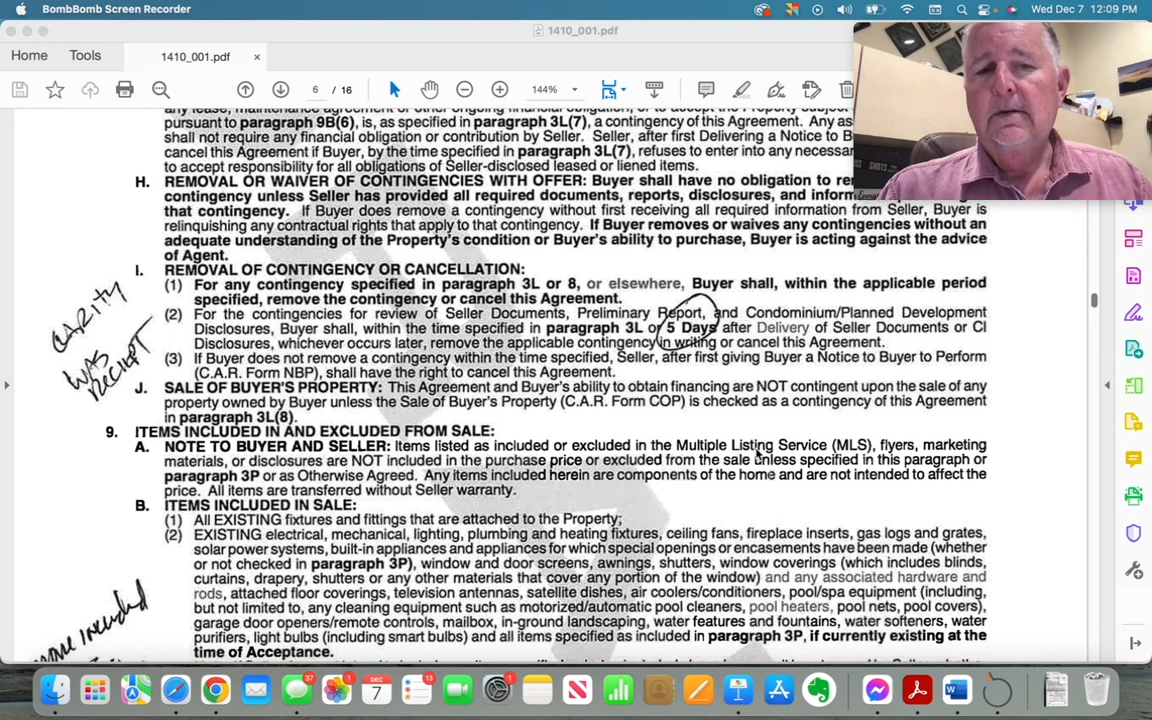 BombBomb Screen Recorder
Wed Dec 7 12:09 PM
1410_001.pdf
Home Tools 1410_001.pdf ×
6 / 16
144%
pursuant to paragraph 9B(6), is, as specified in paragraph 3L(7), a contingency of this Agreement. Any as
shall not require any financial obligation or contribution by Seller. Seller, after first Delivering a Notice to B
cancel this Agreement if Buyer, by the time specified in paragraph 3L(7), refuses to enter into any necessar
to accept responsibility for all obligations of Seller-disclosed leased or liened items.
H. REMOVAL OR WAIVER OF CONTINGENCIES WITH OFFER: Buyer shall have no obligation to re
contingency unless Seller has provided all required documents, reports, disclosures, and inform
that contingency. If Buyer does remove a contingency without first receiving all required information from Seller, Buyer is
relinquishing any contractual rights that apply to that contingency. If Buyer removes or waives any contingencies without an
adequate understanding of the Property's condition or Buyer's ability to purchase, Buyer is acting against the advice
of Agent.
I. REMOVAL OF CONTINGENCY OR CANCELLATION:
(1) For any contingency specified in paragraph 3L or 8, or elsewhere, Buyer shall, within the applicable period
specified, remove the contingency or cancel this Agreement.
(2) For the contingencies for review of Seller Documents, Preliminary Report, and Condominium/Planned Development
Disclosures, Buyer shall, within the time specified in paragraph 3L or 5 Days after Delivery of Seller Documents or CI
Disclosures, whichever occurs later, remove the applicable contingency in writing or cancel this Agreement.
(3) If Buyer does not remove a contingency within the time specified, Seller, after first giving Buyer a Notice to Buyer to Perform
(C.A.R. Form NBP), shall have the right to cancel this Agreement.
CLARITY
WAS
RECEIPT
J. SALE OF BUYER'S PROPERTY: This Agreement and Buyer's ability to obtain financing are NOT contingent upon the sale of any
property owned by Buyer unless the Sale of Buyer's Property (C.A.R. Form COP) is checked as a contingency of this Agreement
in paragraph 3L(8).
9. ITEMS INCLUDED IN AND EXCLUDED FROM SALE:
A. NOTE TO BUYER AND SELLER: Items listed as included or excluded in the Multiple Listing Service (MLS), flyers, marketing
materials, or disclosures are NOT included in the purchase price or excluded from the sale unless specified in this paragraph or
paragraph 3P or as Otherwise Agreed. Any items included herein are components of the home and are not intended to affect the
price. All items are transferred without Seller warranty.
B. ITEMS INCLUDED IN SALE:
(1) All EXISTING fixtures and fittings that are attached to the Property;
(2) EXISTING electrical, mechanical, lighting, plumbing and heating fixtures, ceiling fans, fireplace inserts, gas logs and grates,
solar power systems, built-in appliances and appliances for which special openings or encasements have been made (whether
or not checked in paragraph 3P), window and door screens, awnings, shutters, window coverings (which includes blinds,
curtains, drapery, shutters or any other materials that cover any portion of the window) and any associated hardware and
rods, attached floor coverings, television antennas, satellite dishes, air coolers/conditioners, pool/spa equipment (including,
but not limited to, any cleaning equipment such as motorized/automatic pool cleaners, pool heaters, pool nets, pool covers),
garage door openers/remote controls, mailbox, in-ground landscaping, water features and fountains, water softeners, water
purifiers, light bulbs (including smart bulbs) and all items specified as included in paragraph 3P, if currently existing at the
time of Acceptance.
more included
SHOTS
37
DEC
7
1
13
1